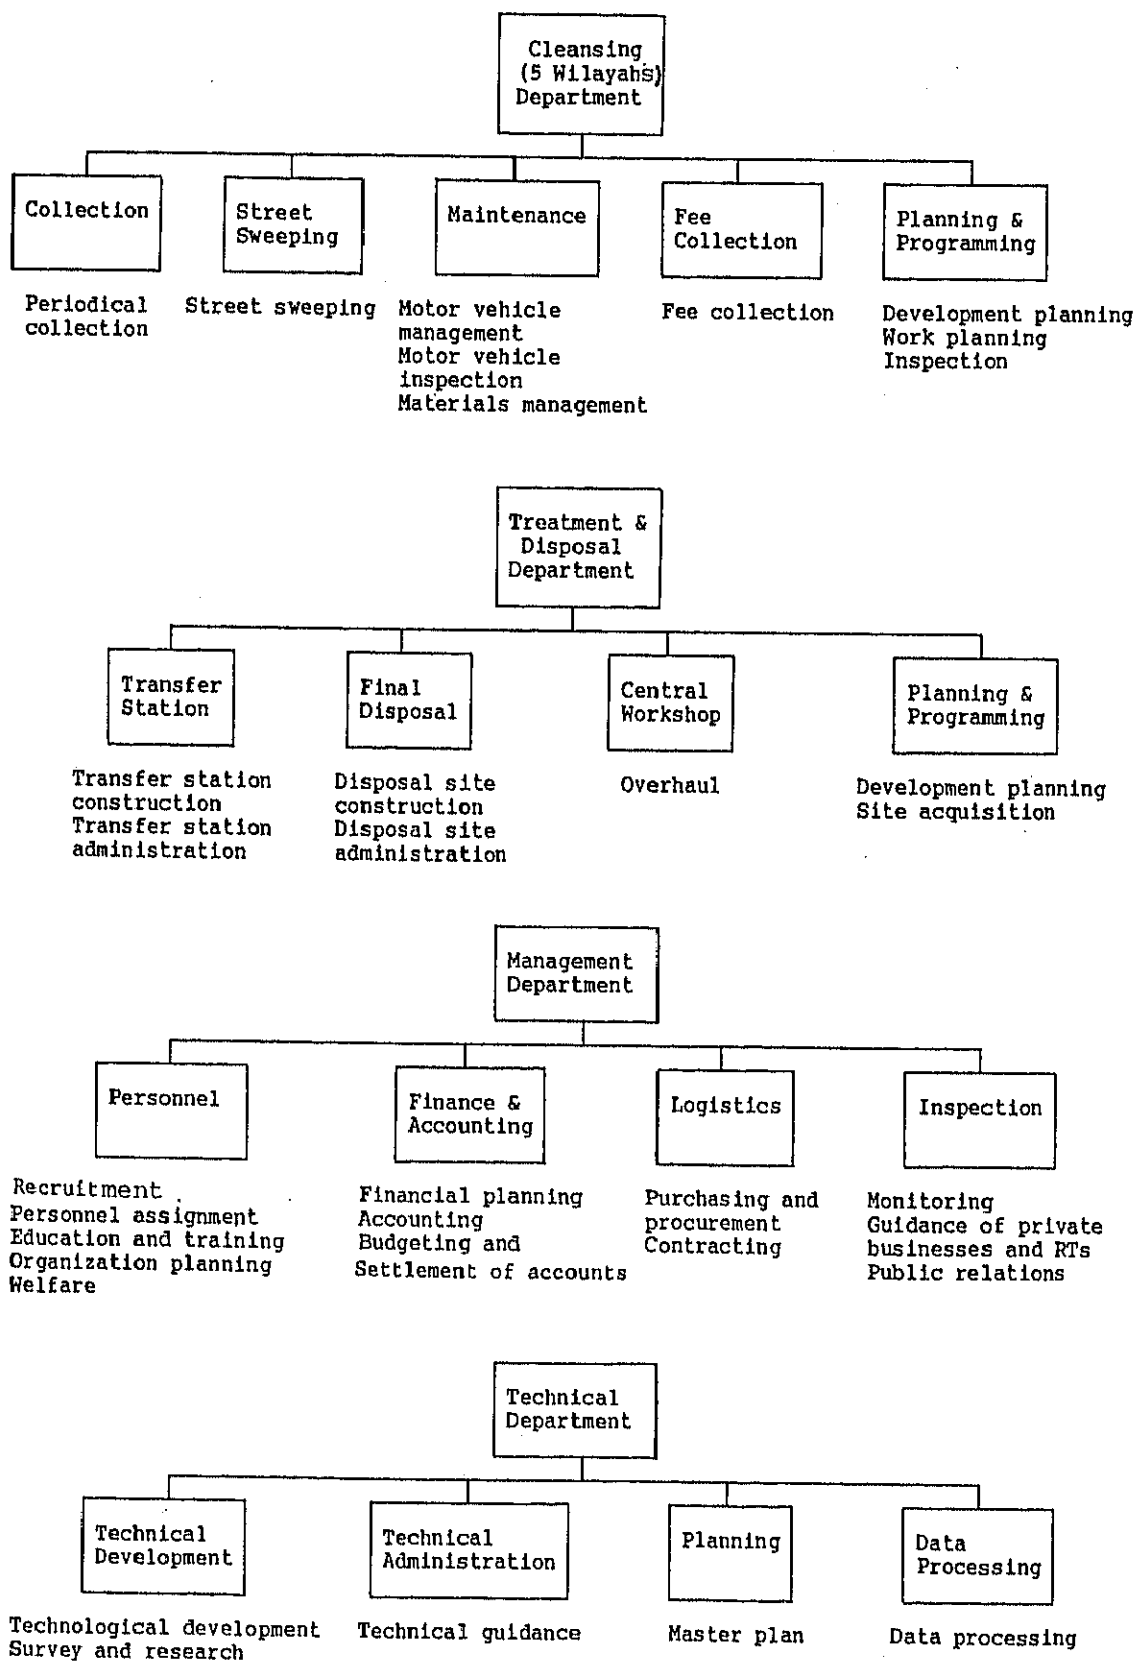 Cleansing
(5 Wilayahs)
Department
Collection
Street
Sweeping
Maintenance
Fee
Collection
Planning &
Programming
Periodical
collection
Street sweeping
Motor vehicle
management
Motor vehicle
inspection
Materials management
Fee collection
Development planning
Work planning
Inspection
Treatment &
Disposal
Department
Transfer
Station
Final
Disposal
Central
Workshop
Planning &
Programming
Transfer station
construction
Transfer station
administration
Disposal site
construction
Disposal site
administration
Overhaul
Development planning
Site acquisition
Management
Department
Personnel
Finance &
Accounting
Logistics
Inspection
Recruitment
Personnel assignment
Education and training
Organization planning
Welfare
Financial planning
Accounting
Budgeting and
Settlement of accounts
Purchasing and
procurement
Contracting
Monitoring
Guidance of private
businesses and RTs
Public relations
Technical
Department
Technical
Development
Technical
Administration
Planning
Data
Processing
Technological development
Survey and research
Technical guidance
Master plan
Data processing